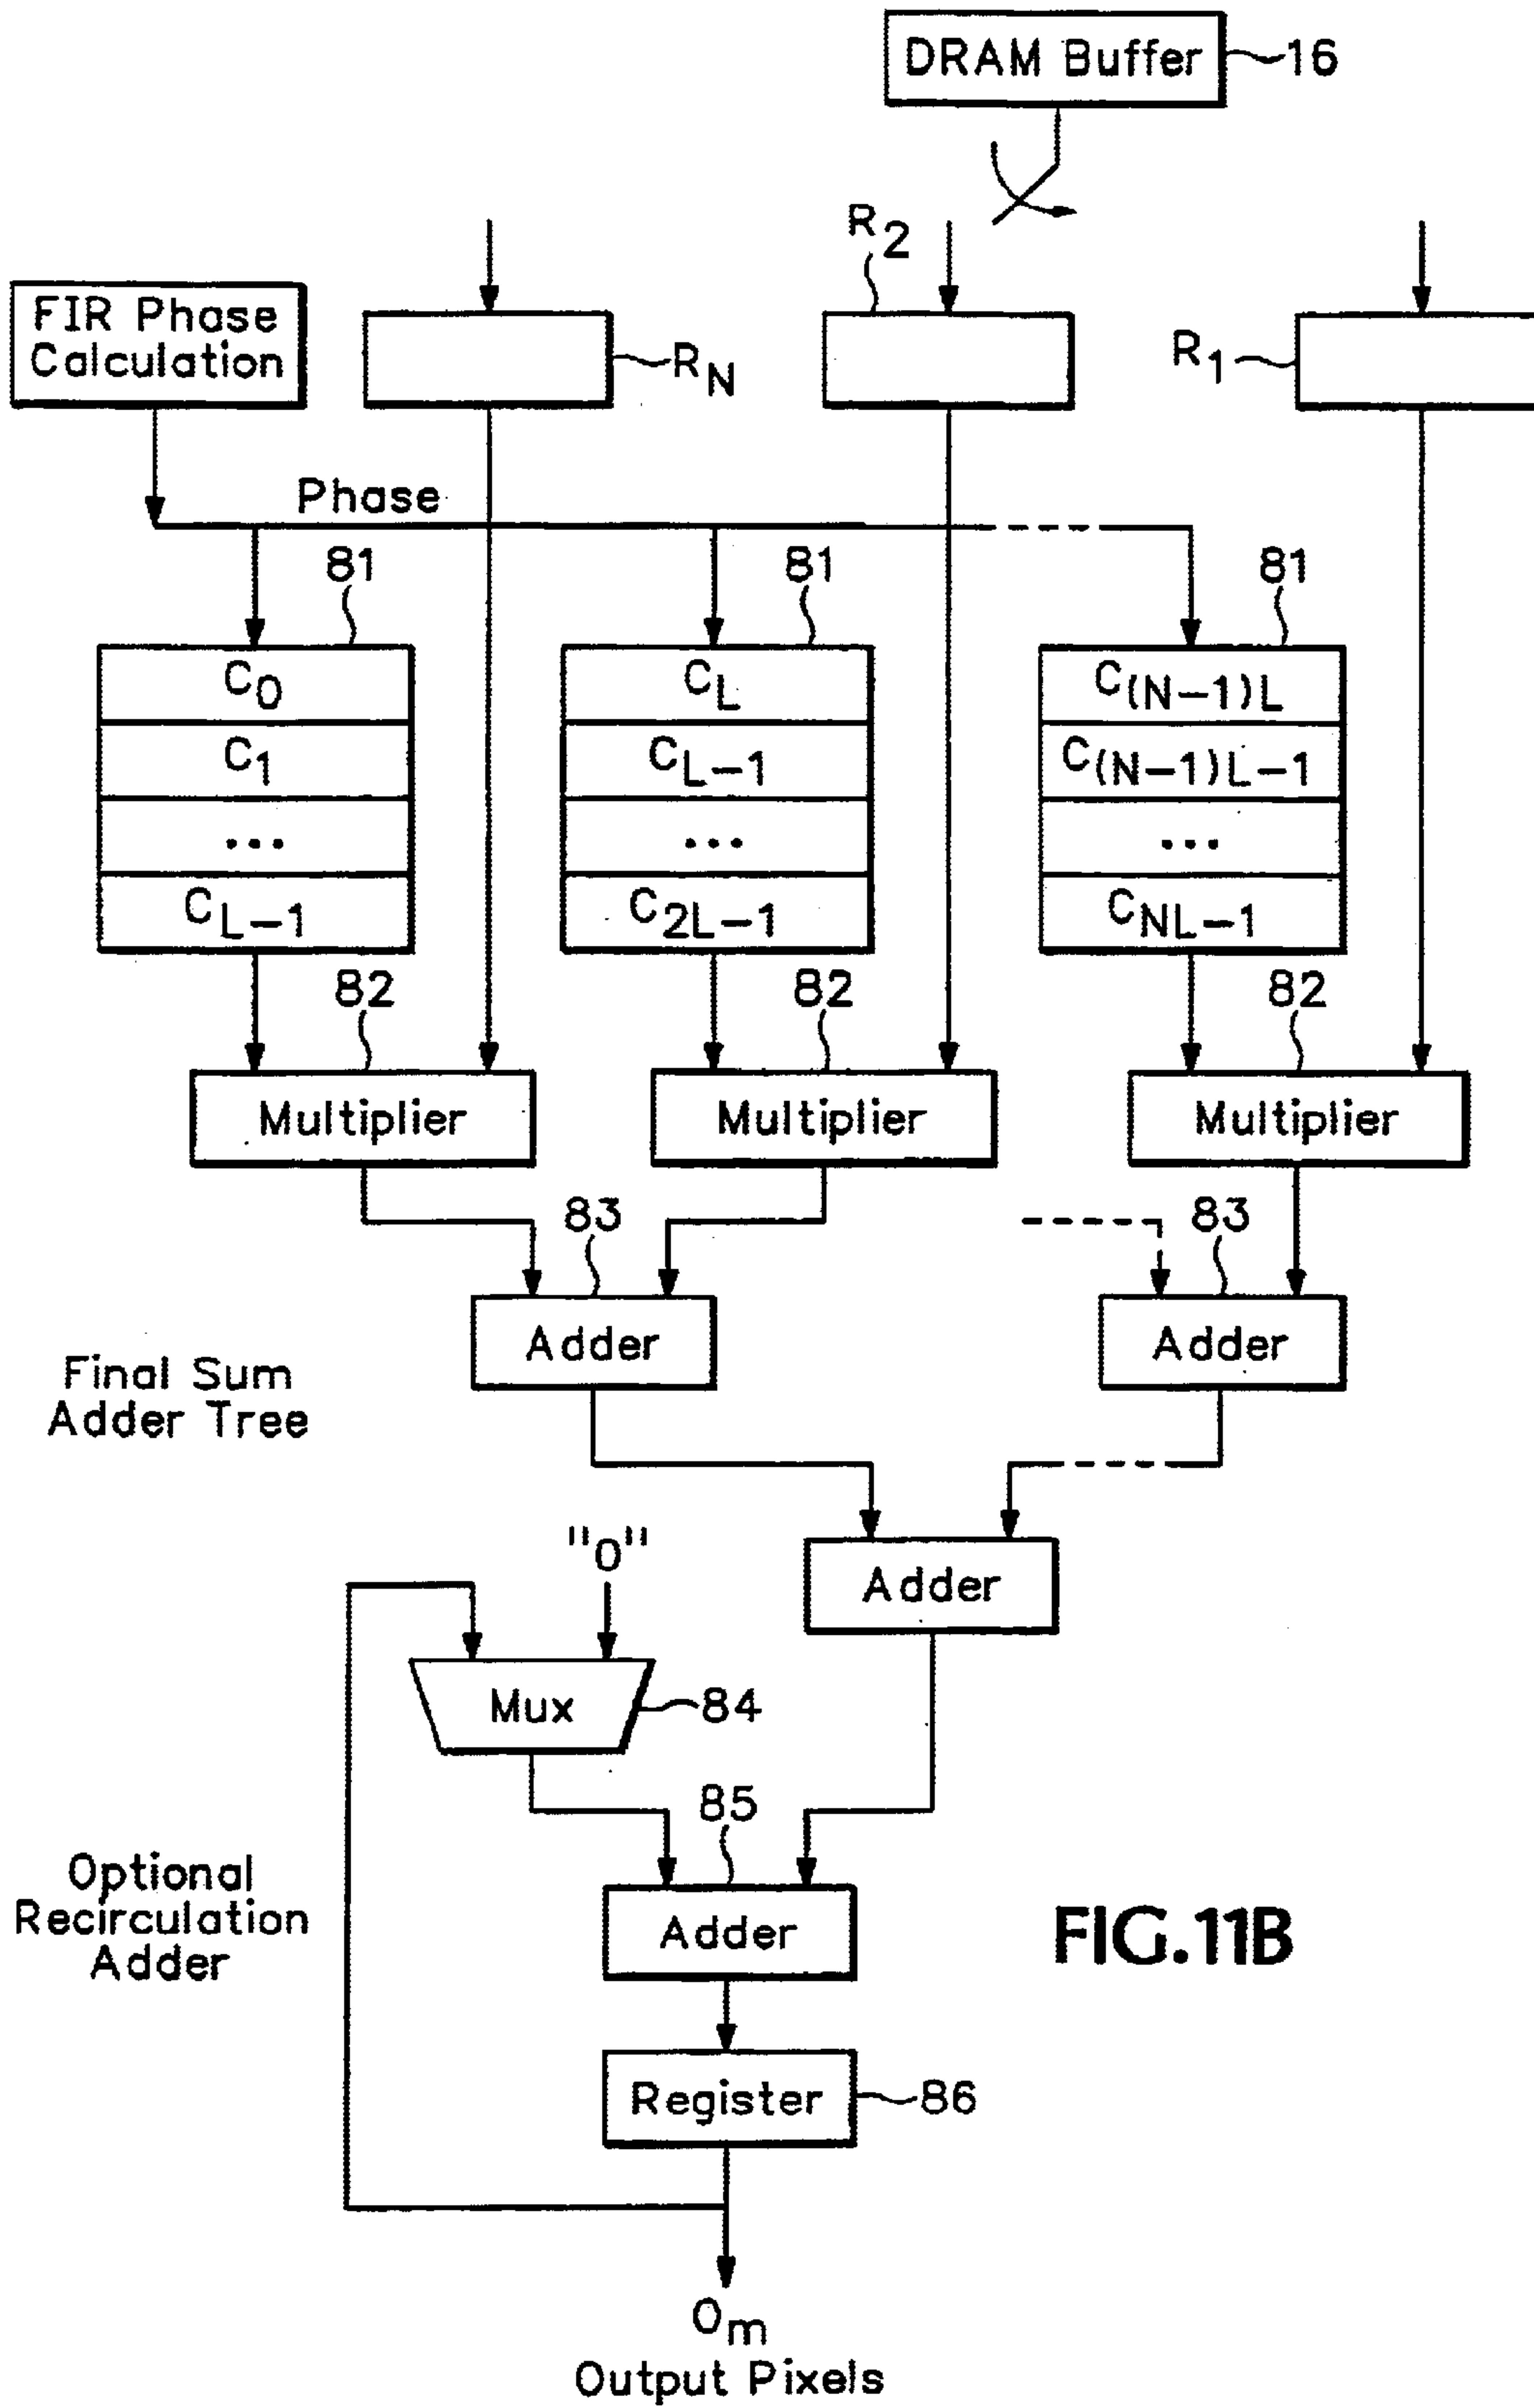 DRAM Buffer
16
R2
FIR Phase
Calculation
RN
R1
Phase
81
81
81
C0
CL
C(N-1)L
C1
CL-1
C(N-1)L-1
...
...
...
CL-1
C2L-1
CNL-1
82
82
82
Multiplier
Multiplier
Multiplier
83
83
Adder
Adder
Final Sum
Adder Tree
"0"
Adder
Mux
84
85
Optional
Recirculation
Adder
Adder
FIG.11B
Register
86
Om
Output Pixels